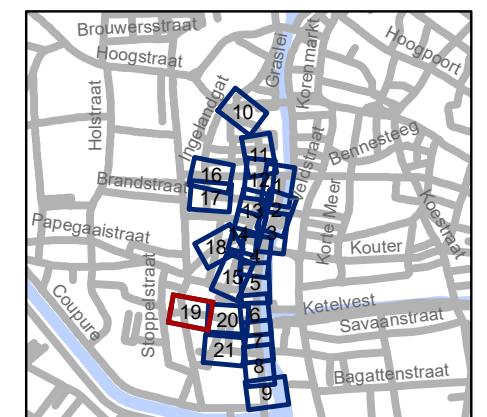 Brouwersstraat
Hoogstraat
Graslei
Korenmarkt
Hoogpoort
Holstraat
Ingelandgat
10
Bennesteeg
Veldstraat
11
12
1
16
Brandstraat
17
13
2
Korte Meer
Koestraat
Papegaaistraat
14
3
18
4
Kouter
15
5
Coupure
Stoppelstraat
19
20
6
Ketelvest
Savaanstraat
7
21
8
Bagattenstraat
9